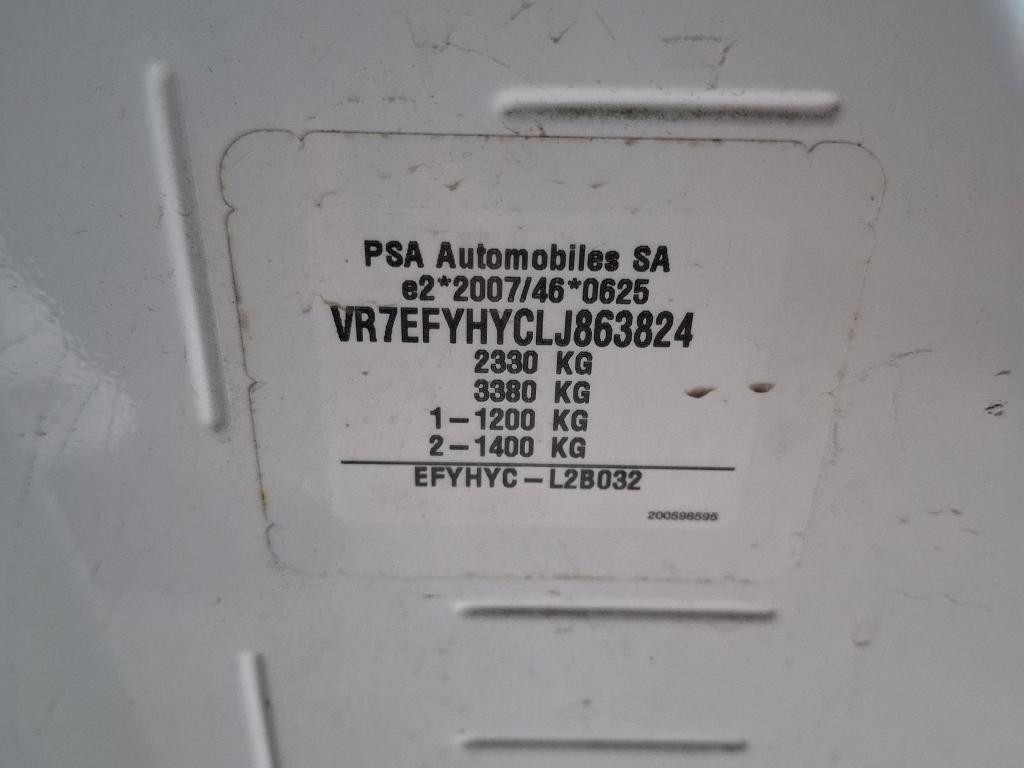 PSA Automobiles SA
e2*2007/46*0625
VR7EFYHYCLJ863824
2330 KG
3380 KG
1-1200 KG
2-1400 KG
EFYHYC-L2B032
200598595